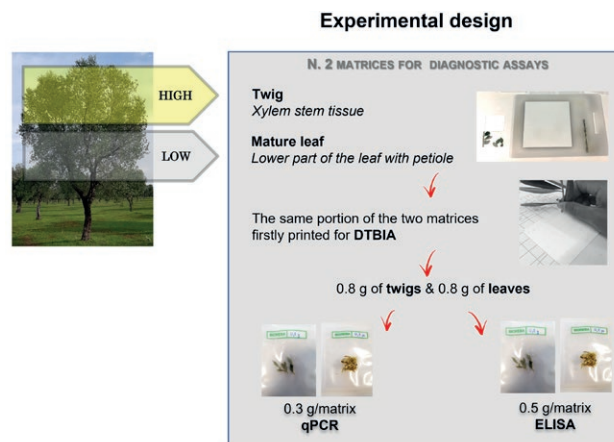 Experimental design
N. 2 MATRICES FOR DIAGNOSTIC ASSAYS
HIGH
LOW
Twig
Xylem stem tissue
Mature leaf
Lower part of the leaf with petiole
The same portion of the two matrices
firstly printed for DTBIA
0.8 g of twigs & 0.8 g of leaves
0.3 g/matrix
qPCR
0.5 g/matrix
ELISA